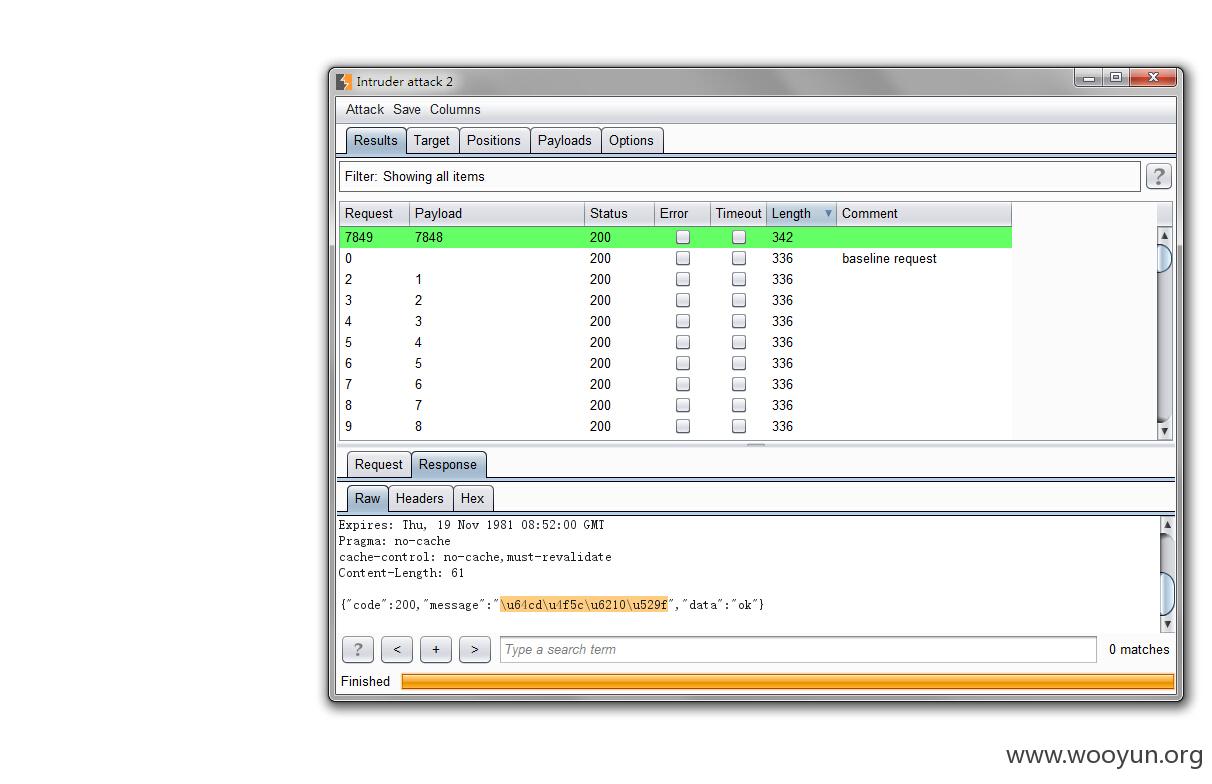 Intruder attack 2
Attack Save Columns
Results Target Positions Payloads Options
Filter: Showing all items ?
Request Payload Status Error Timeout Length Comment
7849 7848 200 342
0 200 336 baseline request
2 1 200 336
3 2 200 336
4 3 200 336
5 4 200 336
6 5 200 336
7 6 200 336
8 7 200 336
9 8 200 336
Request Response
Raw Headers Hex
Expires: Thu, 19 Nov 1981 08:52:00 GMT
Pragma: no-cache
cache-control: no-cache,must-revalidate
Content-Length: 61
{"code":200,"message":"\u64cd\u4f5c\u6210\u529f","data":"ok"}
? < + > Type a search term 0 matches
Finished
www.wooyun.org